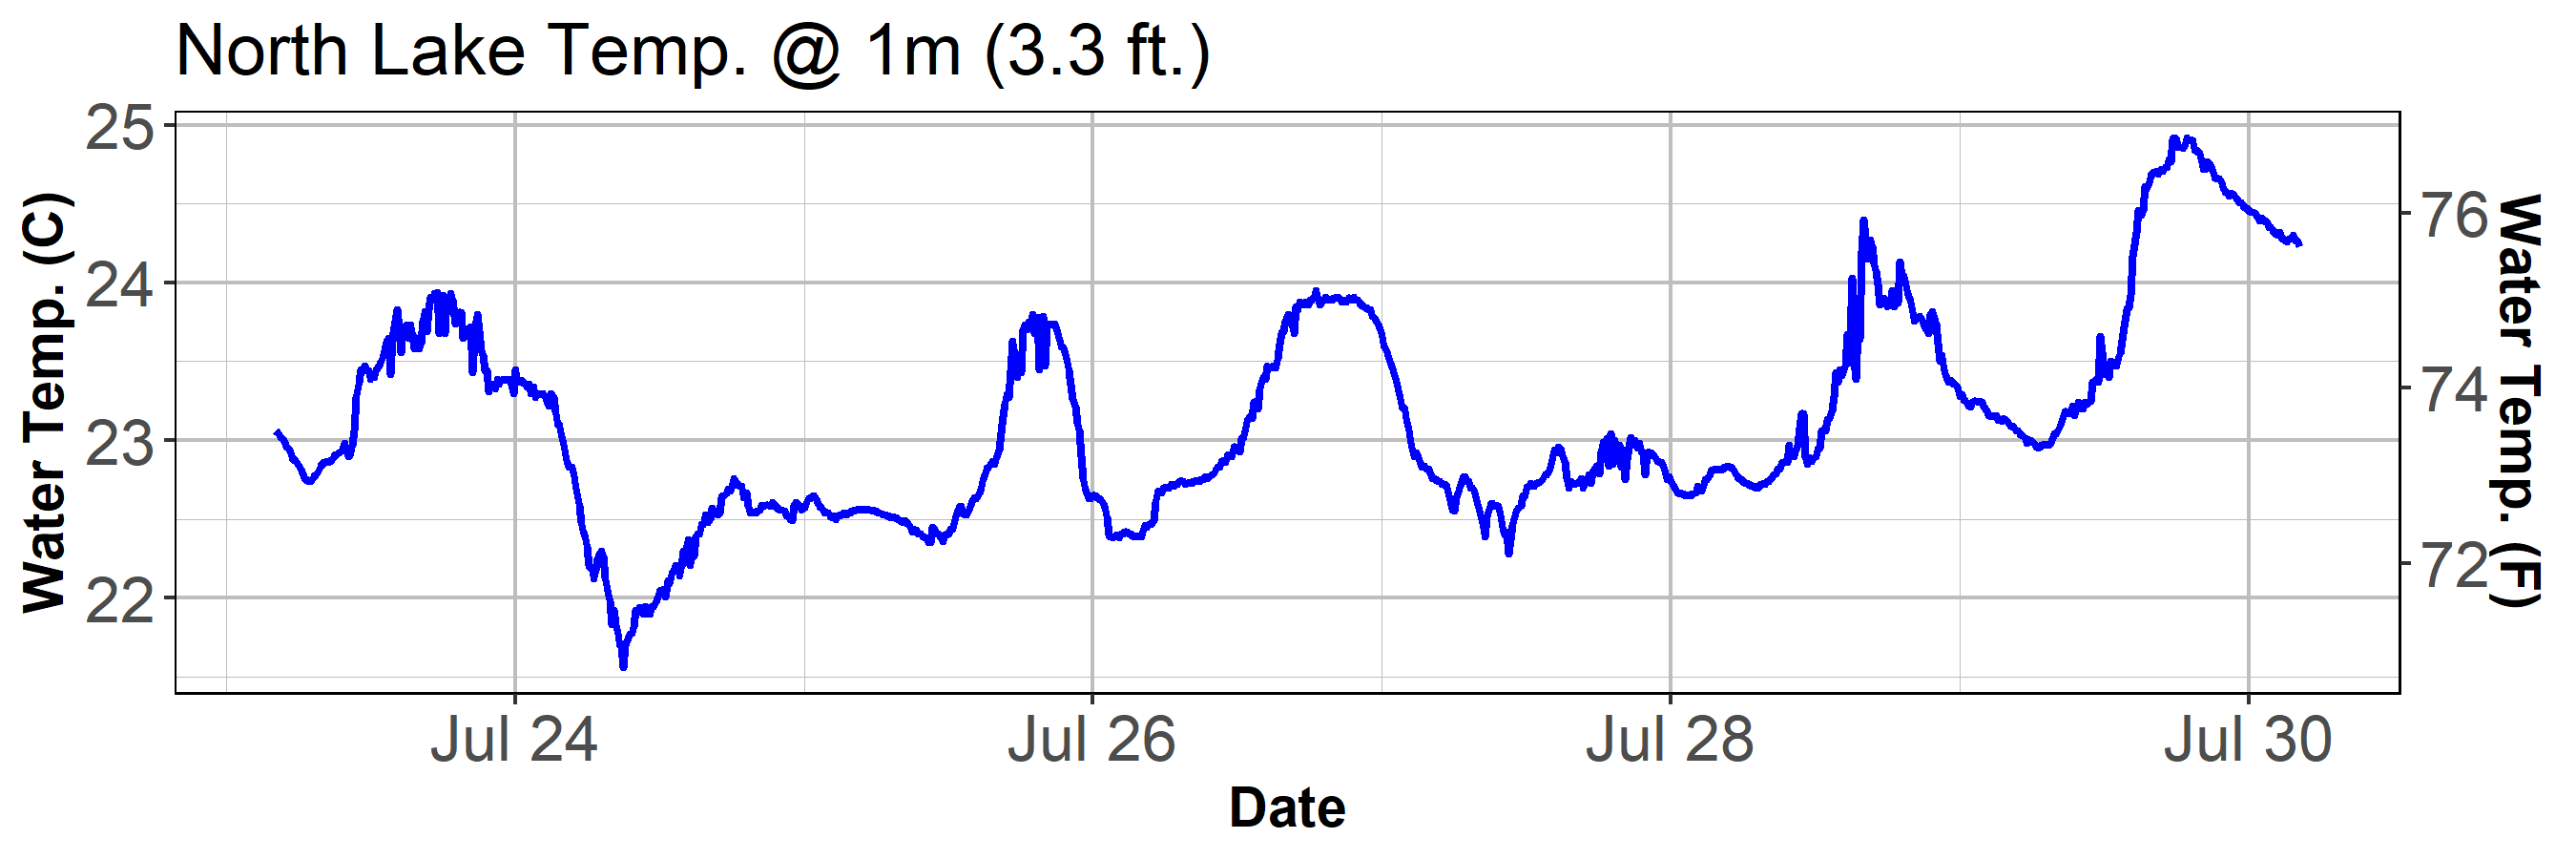 North Lake Temp. @ 1m (3.3 ft.)
Water Temp. (C)
25
24
23
22
76
74
72
Water Temp. (F)
Jul 24 Jul 26 Jul 28 Jul 30
Date